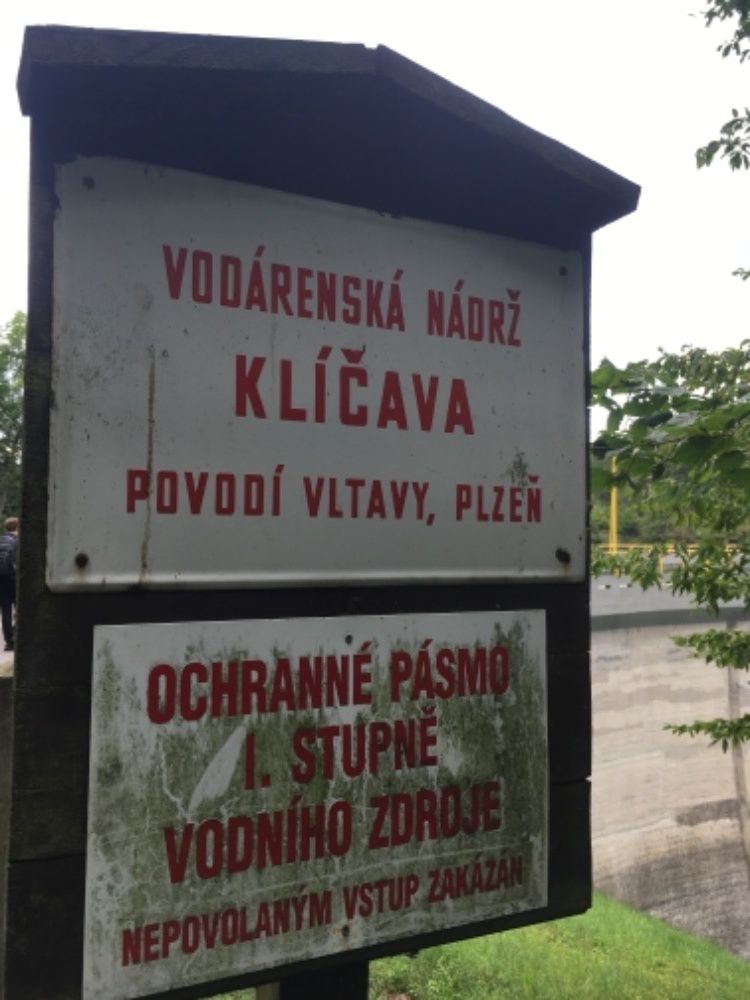 VODÁRENSKÁ NÁDRŽ
KLÍČAVA
POVODÍ VLTAVY, PLZEŇ
OCHRANNÉ PÁSMO
I. STUPNĚ
VODNÍHO ZDROJE
NEPOVOLANÝM VSTUP ZAKÁZÁN